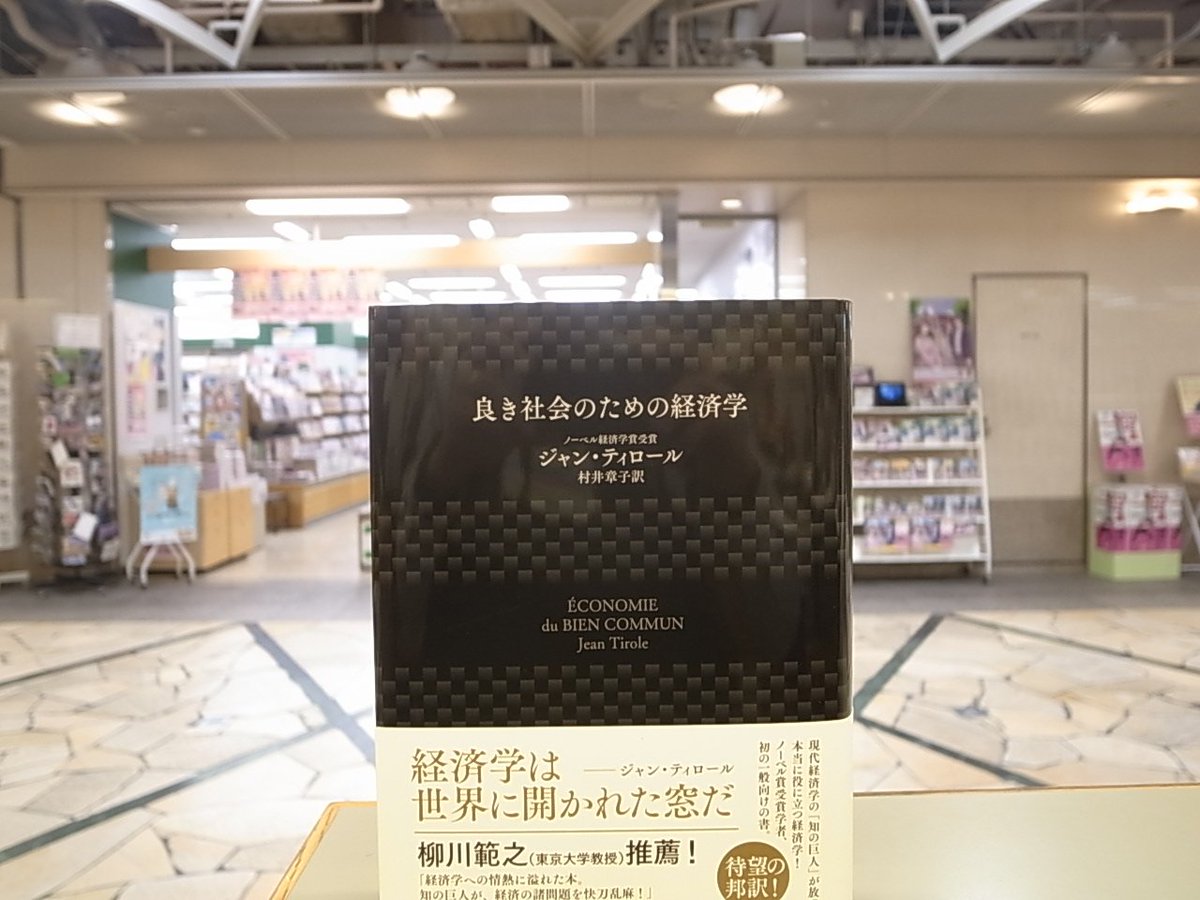 良き社会のための経済学
ノーベル経済学賞受賞
ジャン・ティロール
村井章子訳
ÉCONOMIE
du BIEN COMMUN
Jean Tirole
経済学は
世界に開かれた窓だ
——ジャン・ティロール
柳川範之(東京大学教授)推薦!
「経済学への情熱に溢れた本。
知の巨人が、経済の諸問題を快刀乱麻!」
現代経済学の「知の巨人」が放
本当に役に立つ経済学!
ノーベル賞受賞学者、
初の一般向けの書。
待望の
邦訳!